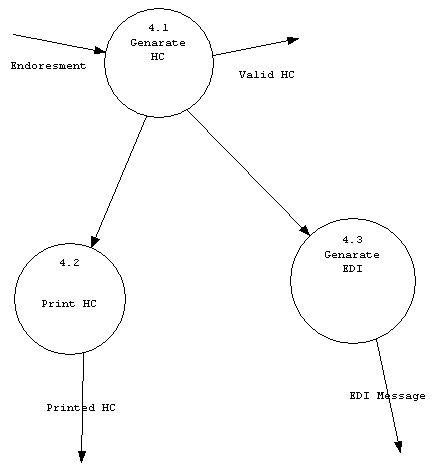 4.1
Genarate
HC
Endoresment
Valid HC
4.2
Print HC
4.3
Genarate
EDI
Printed HC
EDI Message